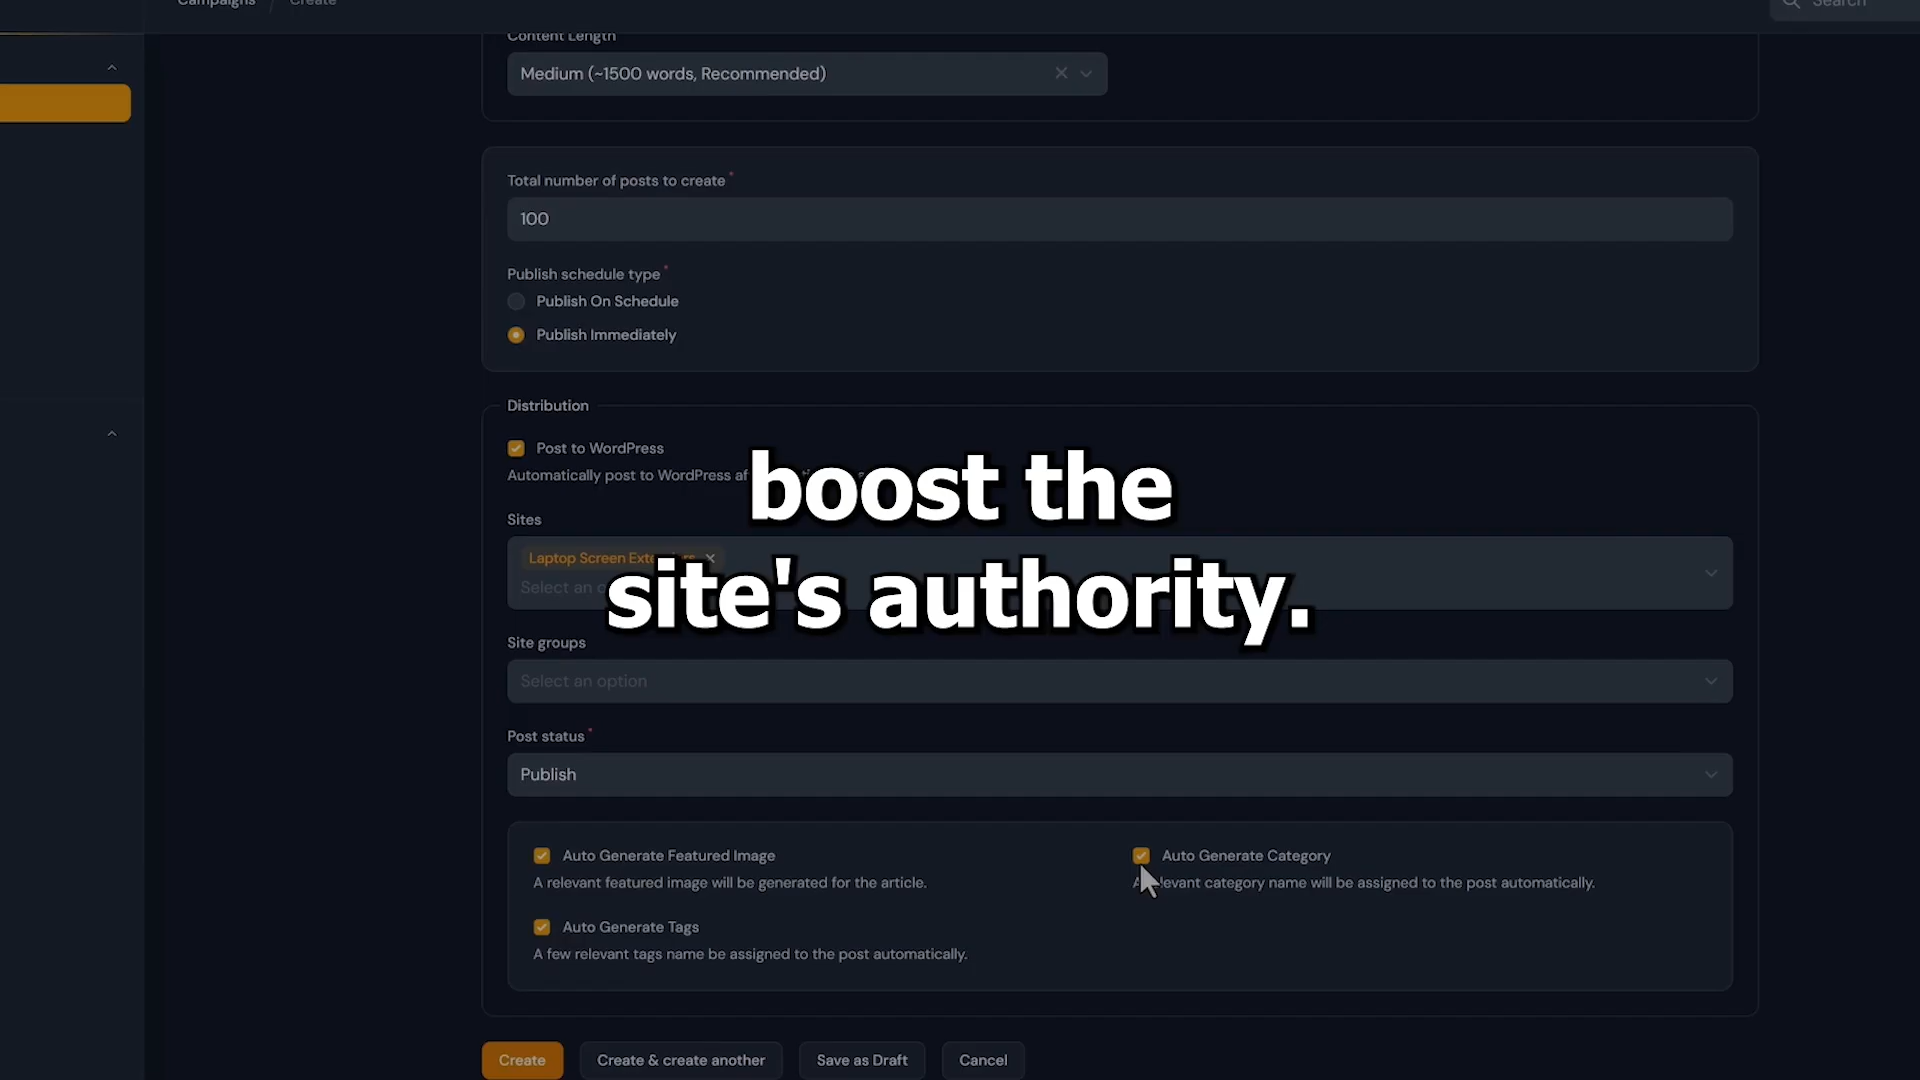 Campaigns / Create
Search
Content Length
Medium (~1500 words, Recommended)
Total number of posts to create *
100
Publish schedule type *
Publish On Schedule
Publish Immediately
Distribution
Post to WordPress
Automatically post to WordPress
boost the
Sites
Laptop Screen
Select an
site's authority.
Site groups
Select an option
Post status *
Publish
Auto Generate Featured Image
A relevant featured image will be generated for the article.
Auto Generate Category
category name will be assigned to the post automatically.
Auto Generate Tags
A few relevant tags name be assigned to the post automatically.
Create
Create & create another
Save as Draft
Cancel